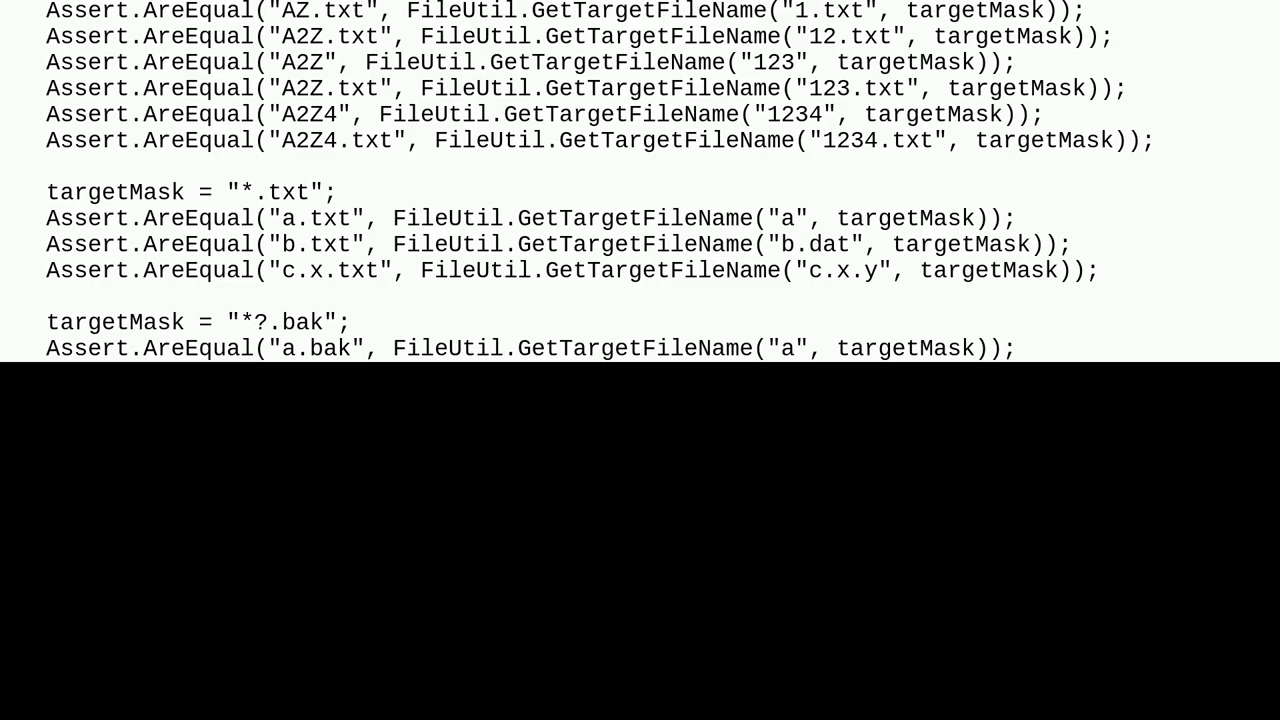 Assert.AreEqual("AZ.txt", FileUtil.GetTargetFileName("1.txt", targetMask));
Assert.AreEqual("A2Z.txt", FileUtil.GetTargetFileName("12.txt", targetMask));
Assert.AreEqual("A2Z", FileUtil.GetTargetFileName("123", targetMask));
Assert.AreEqual("A2Z.txt", FileUtil.GetTargetFileName("123.txt", targetMask));
Assert.AreEqual("A2Z4", FileUtil.GetTargetFileName("1234", targetMask));
Assert.AreEqual("A2Z4.txt", FileUtil.GetTargetFileName("1234.txt", targetMask));
targetMask = "*.txt";
Assert.AreEqual("a.txt", FileUtil.GetTargetFileName("a", targetMask));
Assert.AreEqual("b.txt", FileUtil.GetTargetFileName("b.dat", targetMask));
Assert.AreEqual("c.x.txt", FileUtil.GetTargetFileName("c.x.y", targetMask));
targetMask = "*?.bak";
Assert.AreEqual("a.bak", FileUtil.GetTargetFileName("a", targetMask));